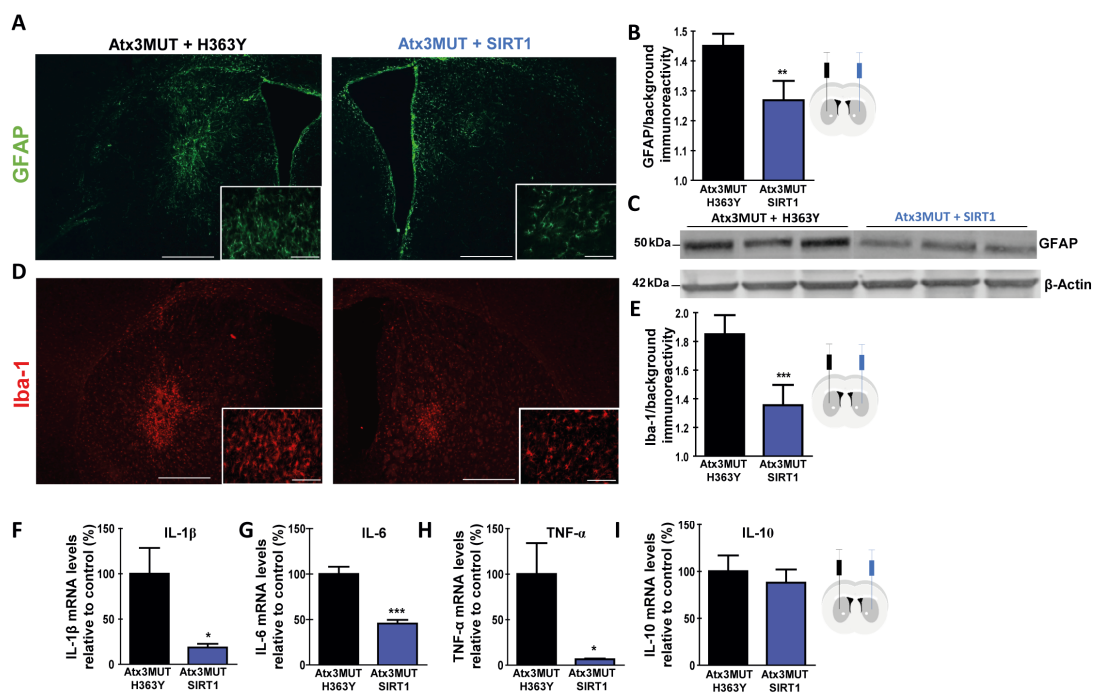 A
Atx3MUT + H363Y
Atx3MUT + SIRT1
GFAP
B
GFAP/background
immunoreactivity
1.5
1.4
1.3
1.2
1.1
1.0
**
Atx3MUT
H363Y
Atx3MUT
SIRT1
C
Atx3MUT + H363Y
Atx3MUT + SIRT1
50 kDa
GFAP
42 kDa
β-Actin
D
Iba-1
E
Iba-1/background
immunoreactivity
2.0
1.8
1.6
1.4
1.2
1.0
***
Atx3MUT
H363Y
Atx3MUT
SIRT1
F
IL-1β
IL-1β mRNA levels
relative to control (%)
150
100
50
0
*
Atx3MUT
H363Y
Atx3MUT
SIRT1
G
IL-6
IL-6 mRNA levels
relative to control (%)
150
100
50
0
***
Atx3MUT
H363Y
Atx3MUT
SIRT1
H
TNF-α
TNF-α mRNA levels
relative to control (%)
150
100
50
0
*
Atx3MUT
H363Y
Atx3MUT
SIRT1
I
IL-10
IL-10 mRNA levels
relative to control (%)
150
100
50
0
Atx3MUT
H363Y
Atx3MUT
SIRT1